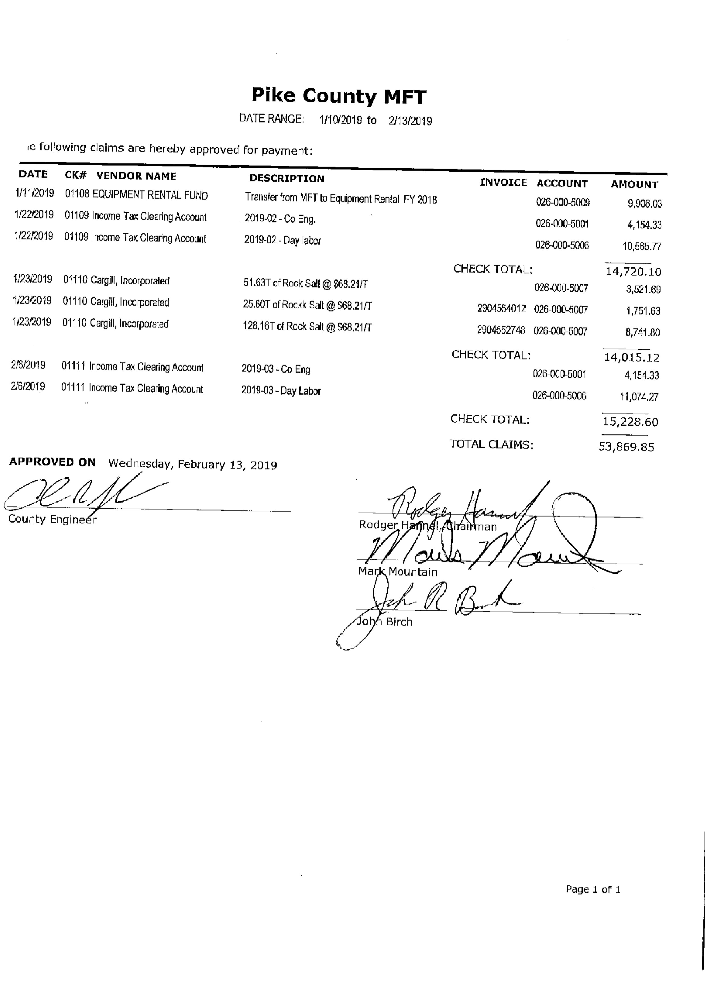 Pike County MFT
DATE RANGE: 1/10/2019 to 2/13/2019
e following claims are hereby approved for payment:
DATE CK# VENDOR NAME DESCRIPTION INVOICE ACCOUNT AMOUNT
1/11/2019 01108 EQUIPMENT RENTAL FUND Transfer from MFT to Equipment Rental FY 2018 026-000-5009 9,906.03
1/22/2019 01109 Income Tax Clearing Account 2019-02 - Co Eng. 026-000-5001 4,154.33
1/22/2019 01109 Income Tax Clearing Account 2019-02 - Day labor 026-000-5006 10,565.77
CHECK TOTAL: 14,720.10
1/23/2019 01110 Cargill, Incorporated 51.63T of Rock Salt @ $68.21/T 026-000-5007 3,521.69
1/23/2019 01110 Cargill, Incorporated 25.60T of Rockk Salt @ $68.21/T 2904554012 026-000-5007 1,751.63
1/23/2019 01110 Cargill, Incorporated 128.16T of Rock Salt @ $68.21/T 2904552748 026-000-5007 8,741.80
CHECK TOTAL: 14,015.12
2/6/2019 01111 Income Tax Clearing Account 2019-03 - Co Eng 026-000-5001 4,154.33
2/6/2019 01111 Income Tax Clearing Account 2019-03 - Day Labor 026-000-5006 11,074.27
CHECK TOTAL: 15,228.60
TOTAL CLAIMS: 53,869.85
APPROVED ON Wednesday, February 13, 2019
County Engineer
Rodger Hannel
Rodger Hannel, Chairman
Mark Mountain
John R Birch
John Birch
Page 1 of 1